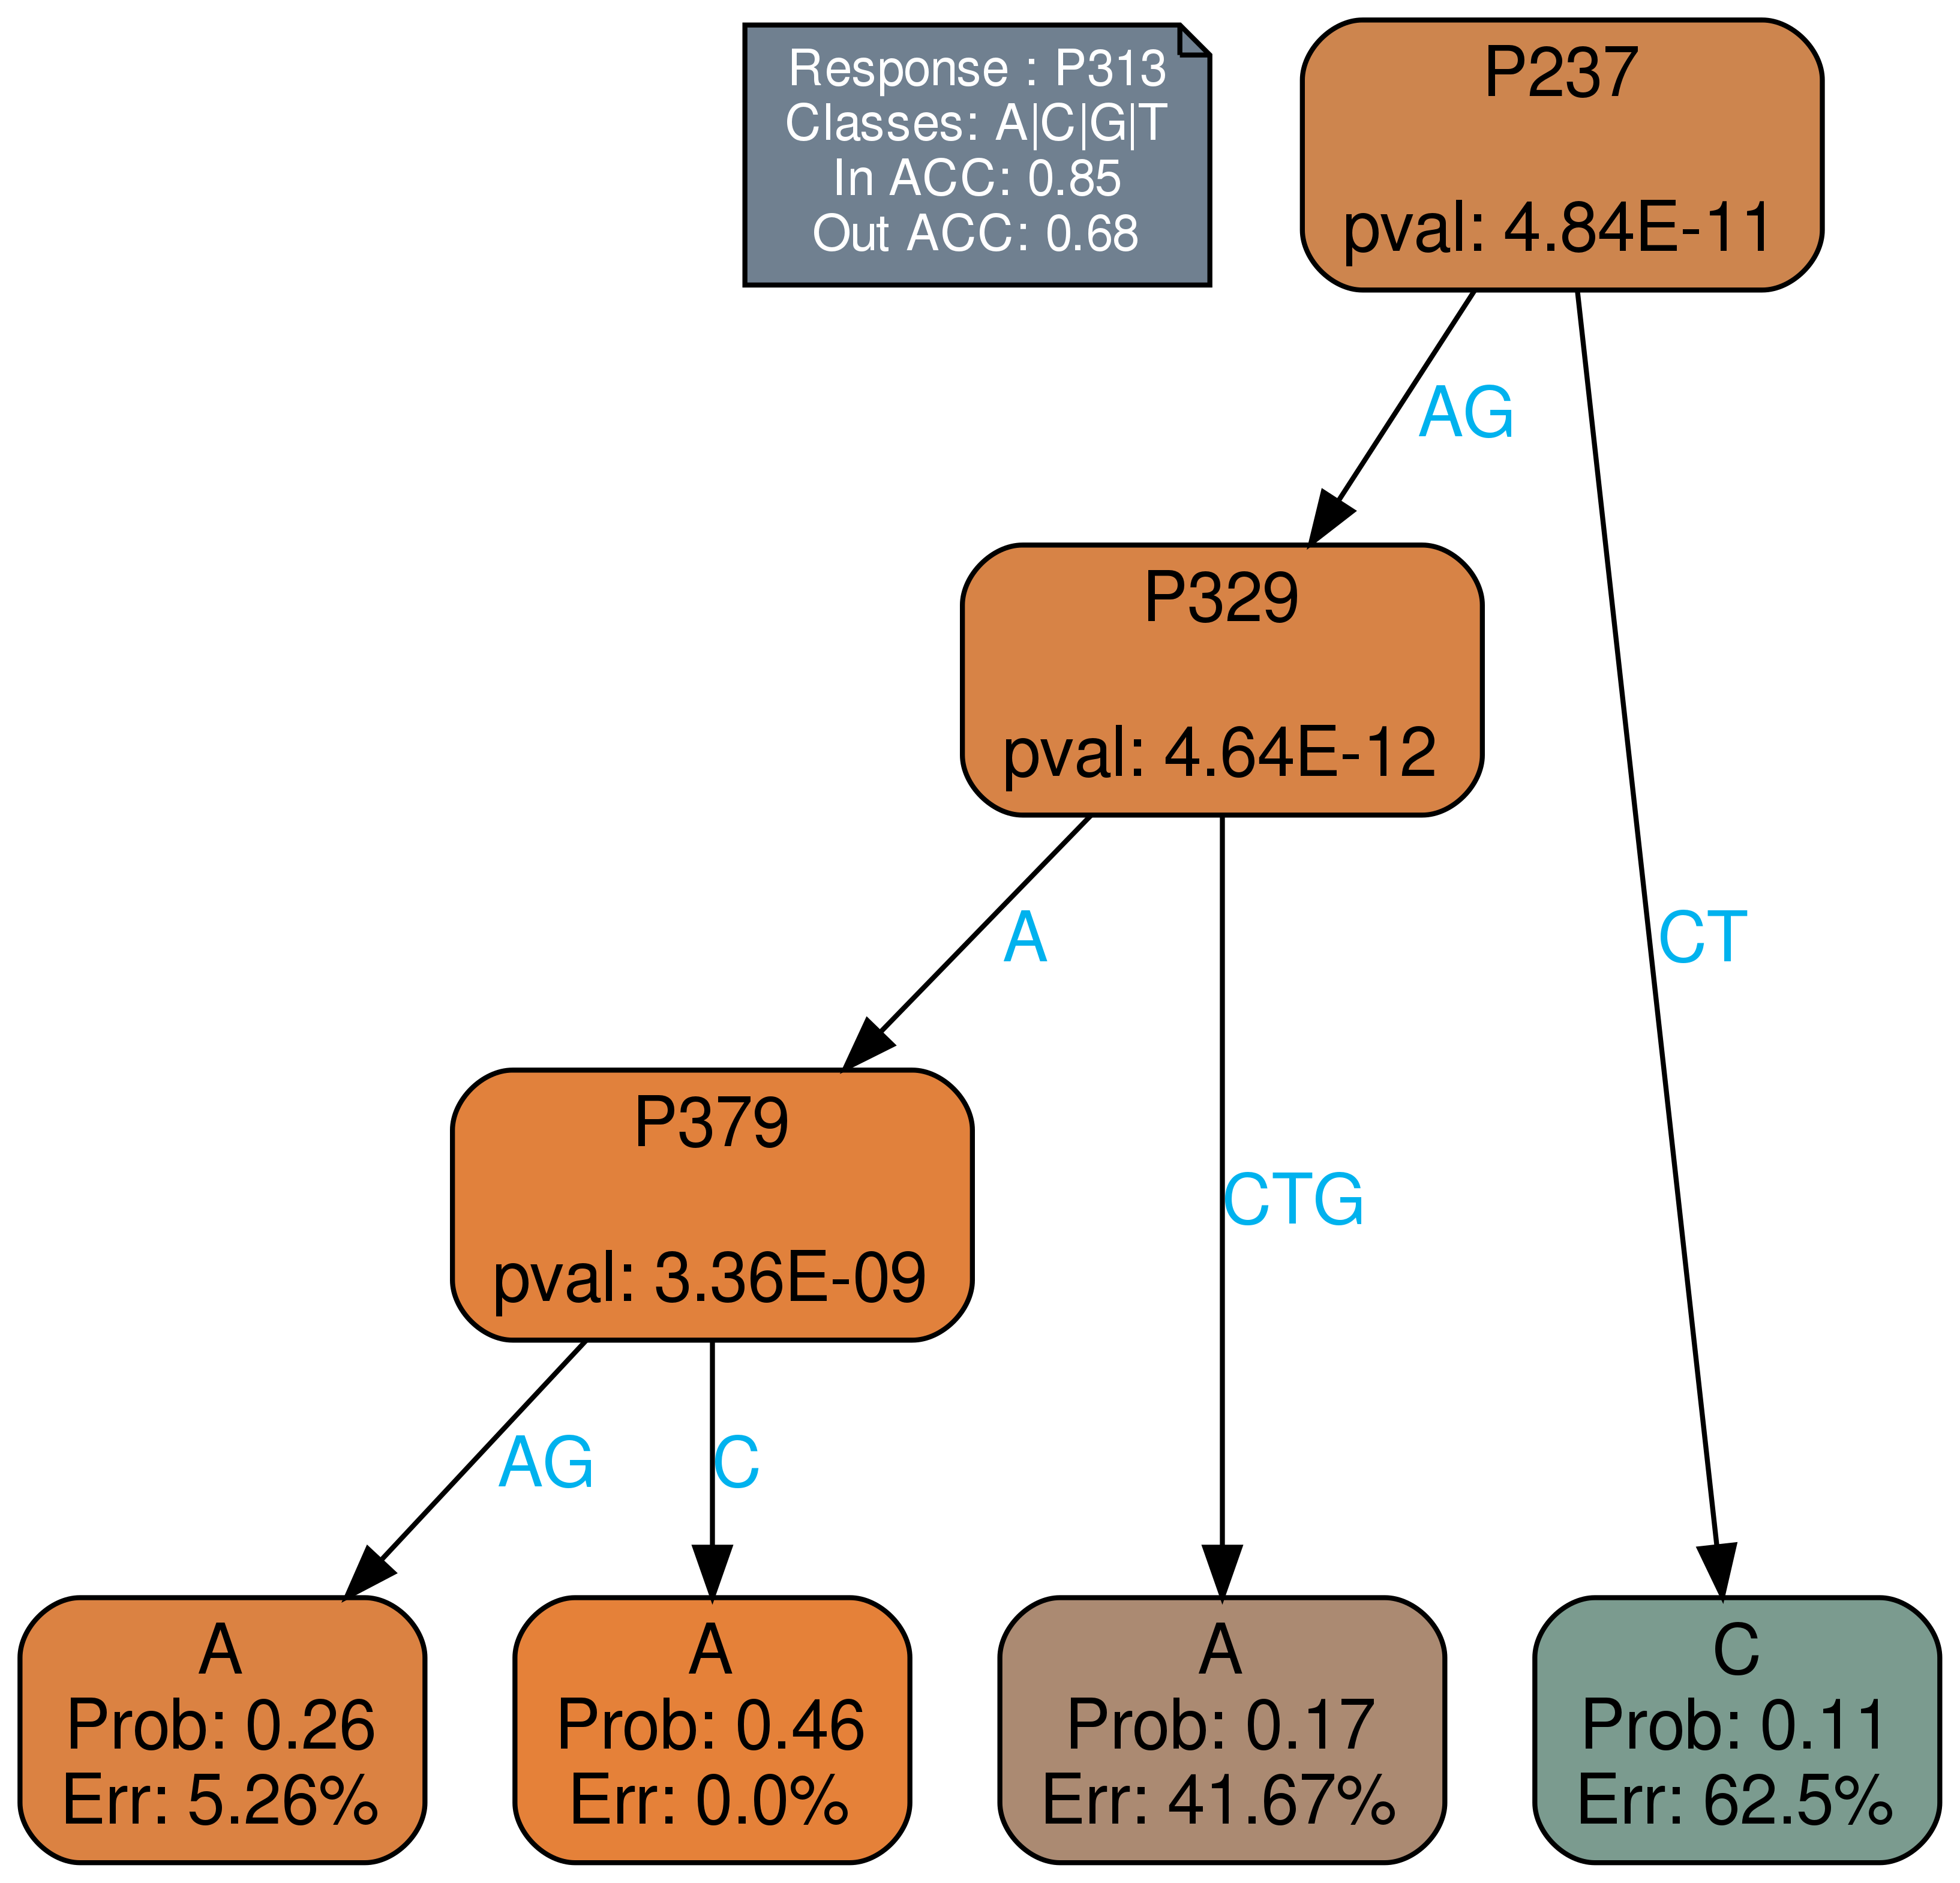 Response : P313
Classes: A|C|G|T
In ACC: 0.85
Out ACC: 0.68
P237
pval: 4.84E-11
AG
CT
P329
pval: 4.64E-12
A
CTG
P379
pval: 3.36E-09
AG
C
A
Prob: 0.26
Err: 5.26%
A
Prob: 0.46
Err: 0.0%
A
Prob: 0.17
Err: 41.67%
C
Prob: 0.11
Err: 62.5%